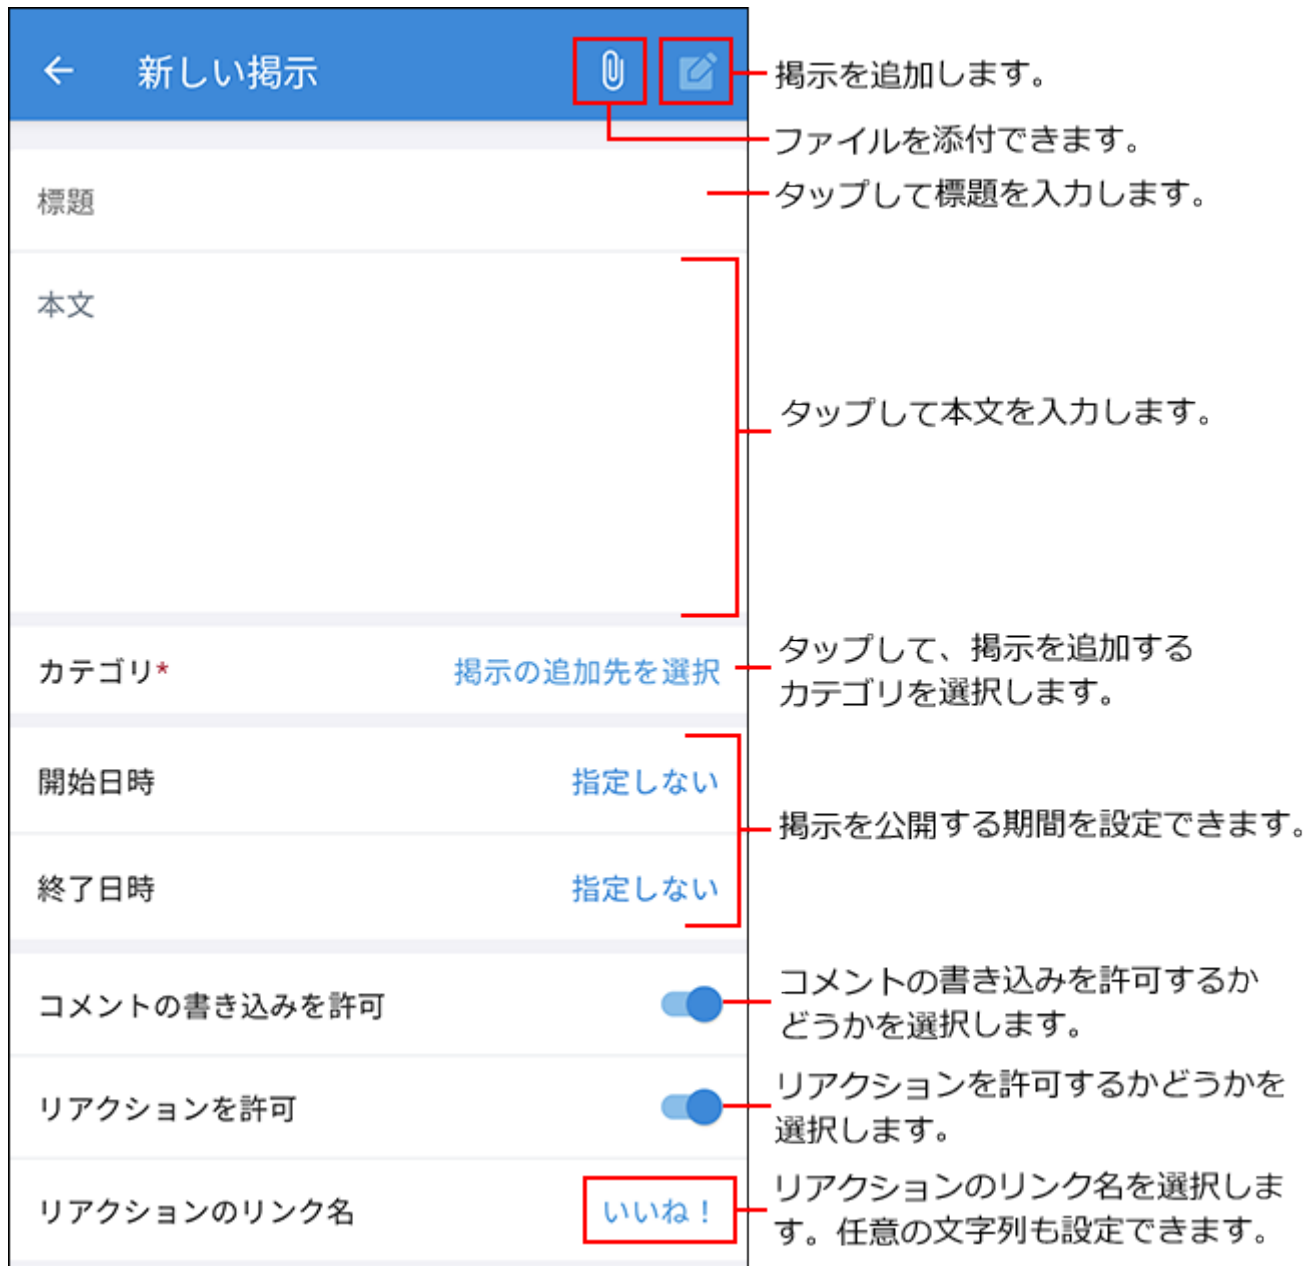 新しい掲示
掲示を追加します。
ファイルを添付できます。
標題
タップして標題を入力します。
本文
タップして本文を入力します。
カテゴリ*
掲示の追加先を選択
タップして、掲示を追加する
カテゴリを選択します。
開始日時
指定しない
掲示を公開する期間を設定できます。
終了日時
指定しない
コメントの書き込みを許可
コメントの書き込みを許可するか
どうかを選択します。
リアクションを許可
リアクションを許可するかどうかを
選択します。
リアクションのリンク名
いいね！
リアクションのリンク名を選択しま
す。任意の文字列も設定できます。